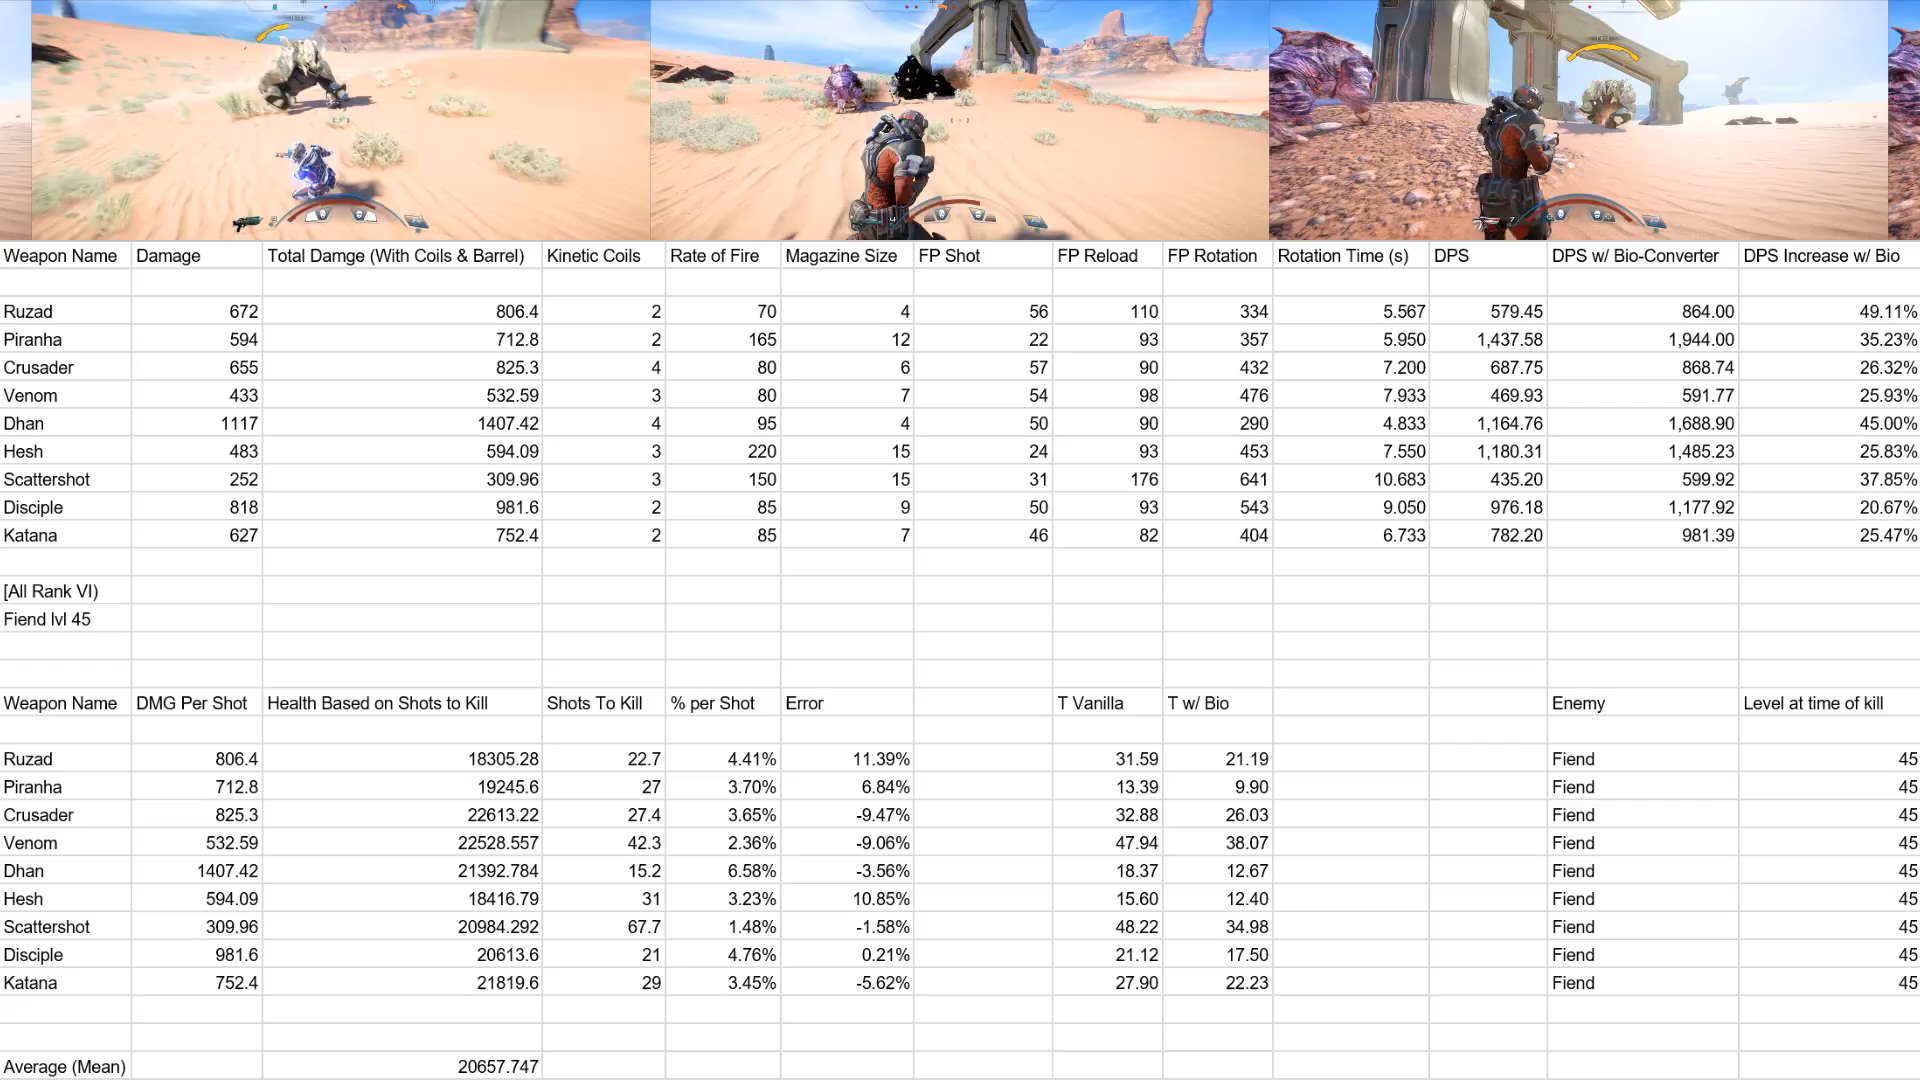 Weapon Name Damage Total Damge (With Coils & Barrel) Kinetic Coils Rate of Fire Magazine Size FP Shot FP Reload FP Rotation Rotation Time (s) DPS DPS w/ Bio-Converter DPS Increase w/ Bio
Ruzad 672 806.4 2 70 4 56 110 334 5.567 579.45 864.00 49.11%
Piranha 594 712.8 2 165 12 22 93 357 5.950 1,437.58 1,944.00 35.23%
Crusader 655 825.3 4 80 6 57 90 432 7.200 687.75 868.74 26.32%
Venom 433 532.59 3 80 7 54 98 476 7.933 469.93 591.77 25.93%
Dhan 1117 1407.42 4 95 4 50 90 290 4.833 1,164.76 1,688.90 45.00%
Hesh 483 594.09 3 220 15 24 93 453 7.550 1,180.31 1,485.23 25.83%
Scattershot 252 309.96 3 150 15 31 176 641 10.683 435.20 599.92 37.85%
Disciple 818 981.6 2 85 9 50 93 543 9.050 976.18 1,177.92 20.67%
Katana 627 752.4 2 85 7 46 82 404 6.733 782.20 981.39 25.47%
[All Rank VI)
Fiend lvl 45
Weapon Name DMG Per Shot Health Based on Shots to Kill Shots To Kill % per Shot Error T Vanilla T w/ Bio Enemy Level at time of kill
Ruzad 806.4 18305.28 22.7 4.41% 11.39% 31.59 21.19 Fiend 45
Piranha 712.8 19245.6 27 3.70% 6.84% 13.39 9.90 Fiend 45
Crusader 825.3 22613.22 27.4 3.65% -9.47% 32.88 26.03 Fiend 45
Venom 532.59 22528.557 42.3 2.36% -9.06% 47.94 38.07 Fiend 45
Dhan 1407.42 21392.784 15.2 6.58% -3.56% 18.37 12.67 Fiend 45
Hesh 594.09 18416.79 31 3.23% 10.85% 15.60 12.40 Fiend 45
Scattershot 309.96 20984.292 67.7 1.48% -1.58% 48.22 34.98 Fiend 45
Disciple 981.6 20613.6 21 4.76% 0.21% 21.12 17.50 Fiend 45
Katana 752.4 21819.6 29 3.45% -5.62% 27.90 22.23 Fiend 45
Average (Mean) 20657.747